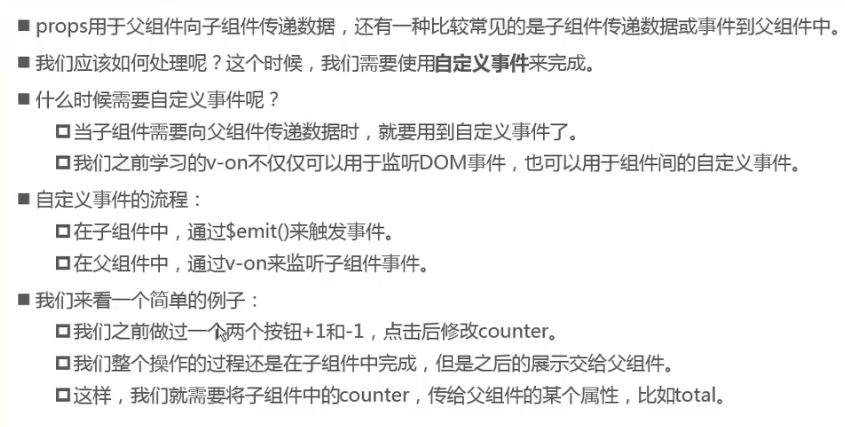 props用于父组件向子组件传递数据，还有一种比较常见的是子组件传递数据或事件到父组件中。
我们应该如何处理呢？这个时候，我们需要使用自定义事件来完成。
什么时候需要自定义事件呢？
当子组件需要向父组件传递数据时，就要用到自定义事件了。
我们之前学习的v-on不仅仅可以用于监听DOM事件，也可以用于组件间的自定义事件。
自定义事件的流程：
在子组件中，通过$emit()来触发事件。
在父组件中，通过v-on来监听子组件事件。
我们来看一个简单的例子：
我们之前做过一个两个按钮+1和-1，点击后修改counter。
我们整个操作的过程还是在子组件中完成，但是之后的展示交给父组件。
这样，我们就需要将子组件中的counter，传给父组件的某个属性，比如total。